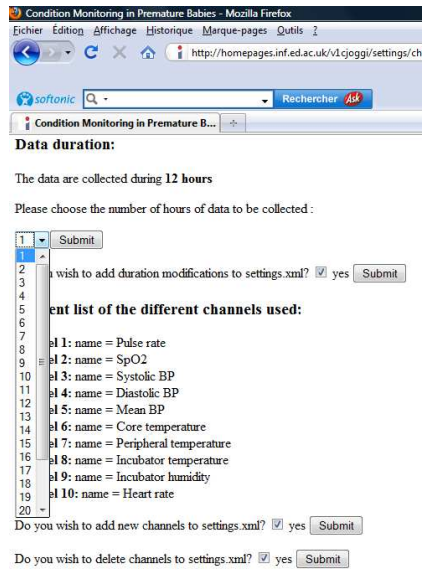 Condition Monitoring in Premature Babies - Mozilla Firefox
Fichier Édition Affichage Historique Marque-pages Outils ?
http://homepages.inf.ed.ac.uk/v1cjoggi/settings/ch
softonic Q Rechercher Ask
Condition Monitoring in Premature B...
Data duration:
The data are collected during 12 hours
Please choose the number of hours of data to be collected :
1 Submit
1
2 wish to add duration modifications to settings.xml? yes Submit
3
4
5 ent list of the different channels used:
6
7 el 1: name = Pulse rate
8
9 el 2: name = SpO2
10 el 3: name = Systolic BP
11
12 el 4: name = Diastolic BP
13 el 5: name = Mean BP
14 el 6: name = Core temperature
15 el 7: name = Peripheral temperature
16 el 8: name = Incubator temperature
17
18 el 9: name = Incubator humidity
19 el 10: name = Heart rate
20
Do you wish to add new channels to settings.xml? yes Submit
Do you wish to delete channels to settings.xml? yes Submit